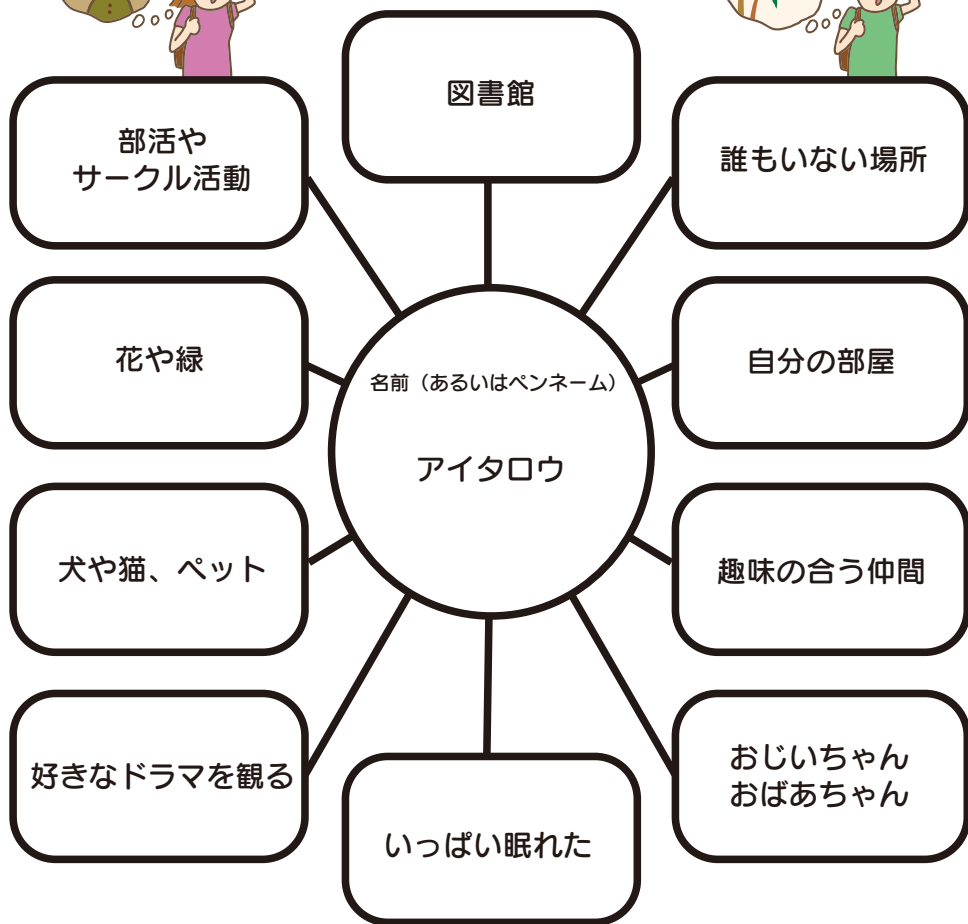 図書館
部活や
サークル活動
誰もいない場所
花や緑
自分の部屋
名前（あるいはペンネーム）
アイタロウ
犬や猫、ペット
趣味の合う仲間
好きなドラマを観る
おじいちゃん
おばあちゃん
いっぱい眠れた